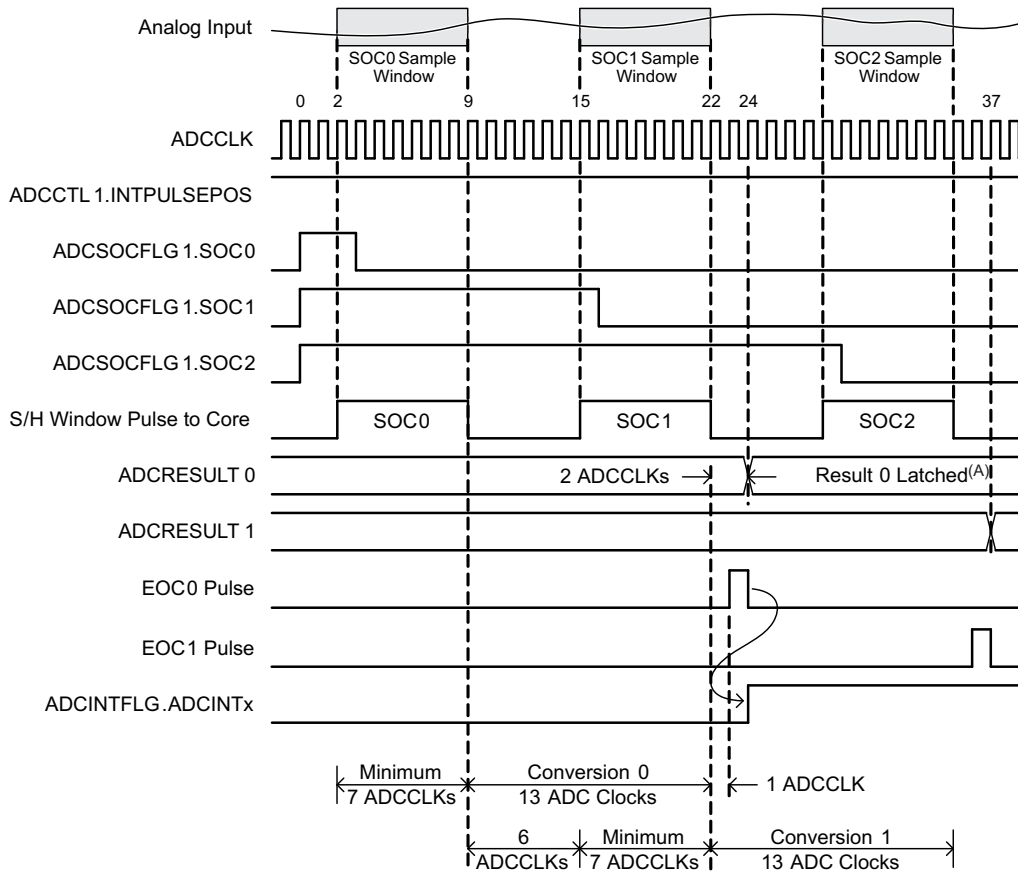 Analog Input
SOC0 Sample
Window
SOC1 Sample
Window
SOC2 Sample
Window
0 2 9 15 22 24 37
ADCCLK
ADCCTL 1.INTPULSEPOS
ADCSOCFLG 1.SOC0
ADCSOCFLG 1.SOC1
ADCSOCFLG 1.SOC2
S/H Window Pulse to Core SOC0 SOC1 SOC2
ADCRESULT 0 2 ADCCLKs Result 0 Latched(A)
ADCRESULT 1
EOC0 Pulse
EOC1 Pulse
ADCINTFLG.ADCINTx
Minimum
7 ADCCLKs
Conversion 0
13 ADC Clocks
1 ADCCLK
6
ADCCLKs
Minimum
7 ADCCLKs
Conversion 1
13 ADC Clocks